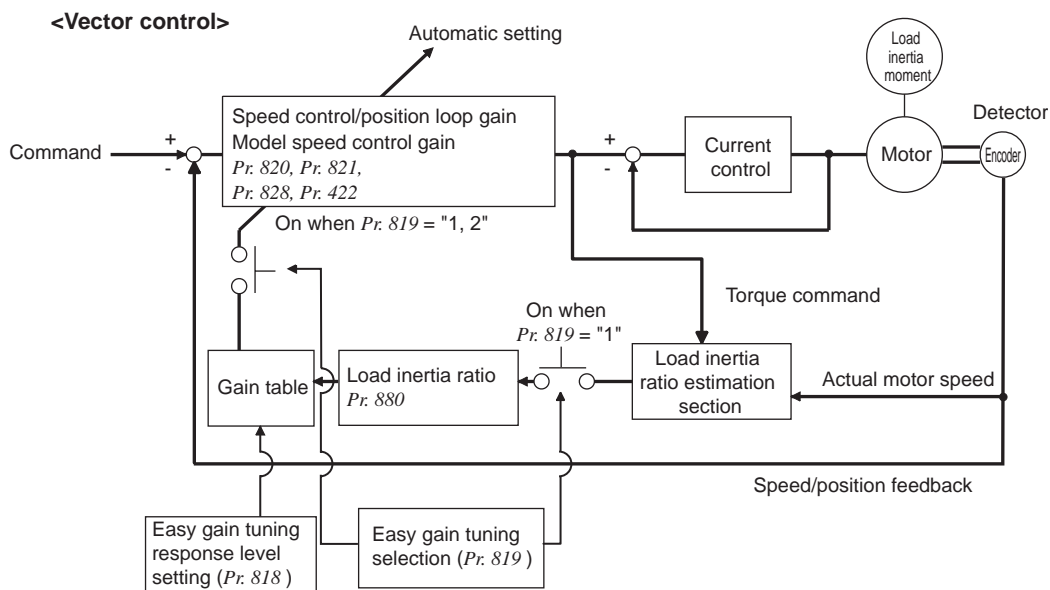 <Vector control>
Automatic setting
Load
inertia
moment
Detector
Speed control/position loop gain
Model speed control gain
Pr. 820, Pr. 821,
Pr. 828, Pr. 422
Command
+
-
+
-
Current
control
Motor
Encoder
On when Pr. 819 = "1, 2"
Torque command
On when
Pr. 819 = "1"
Gain table
Load inertia ratio
Pr. 880
Load inertia
ratio estimation
section
Actual motor speed
Speed/position feedback
Easy gain tuning
response level
setting (Pr. 818 )
Easy gain tuning
selection (Pr. 819 )